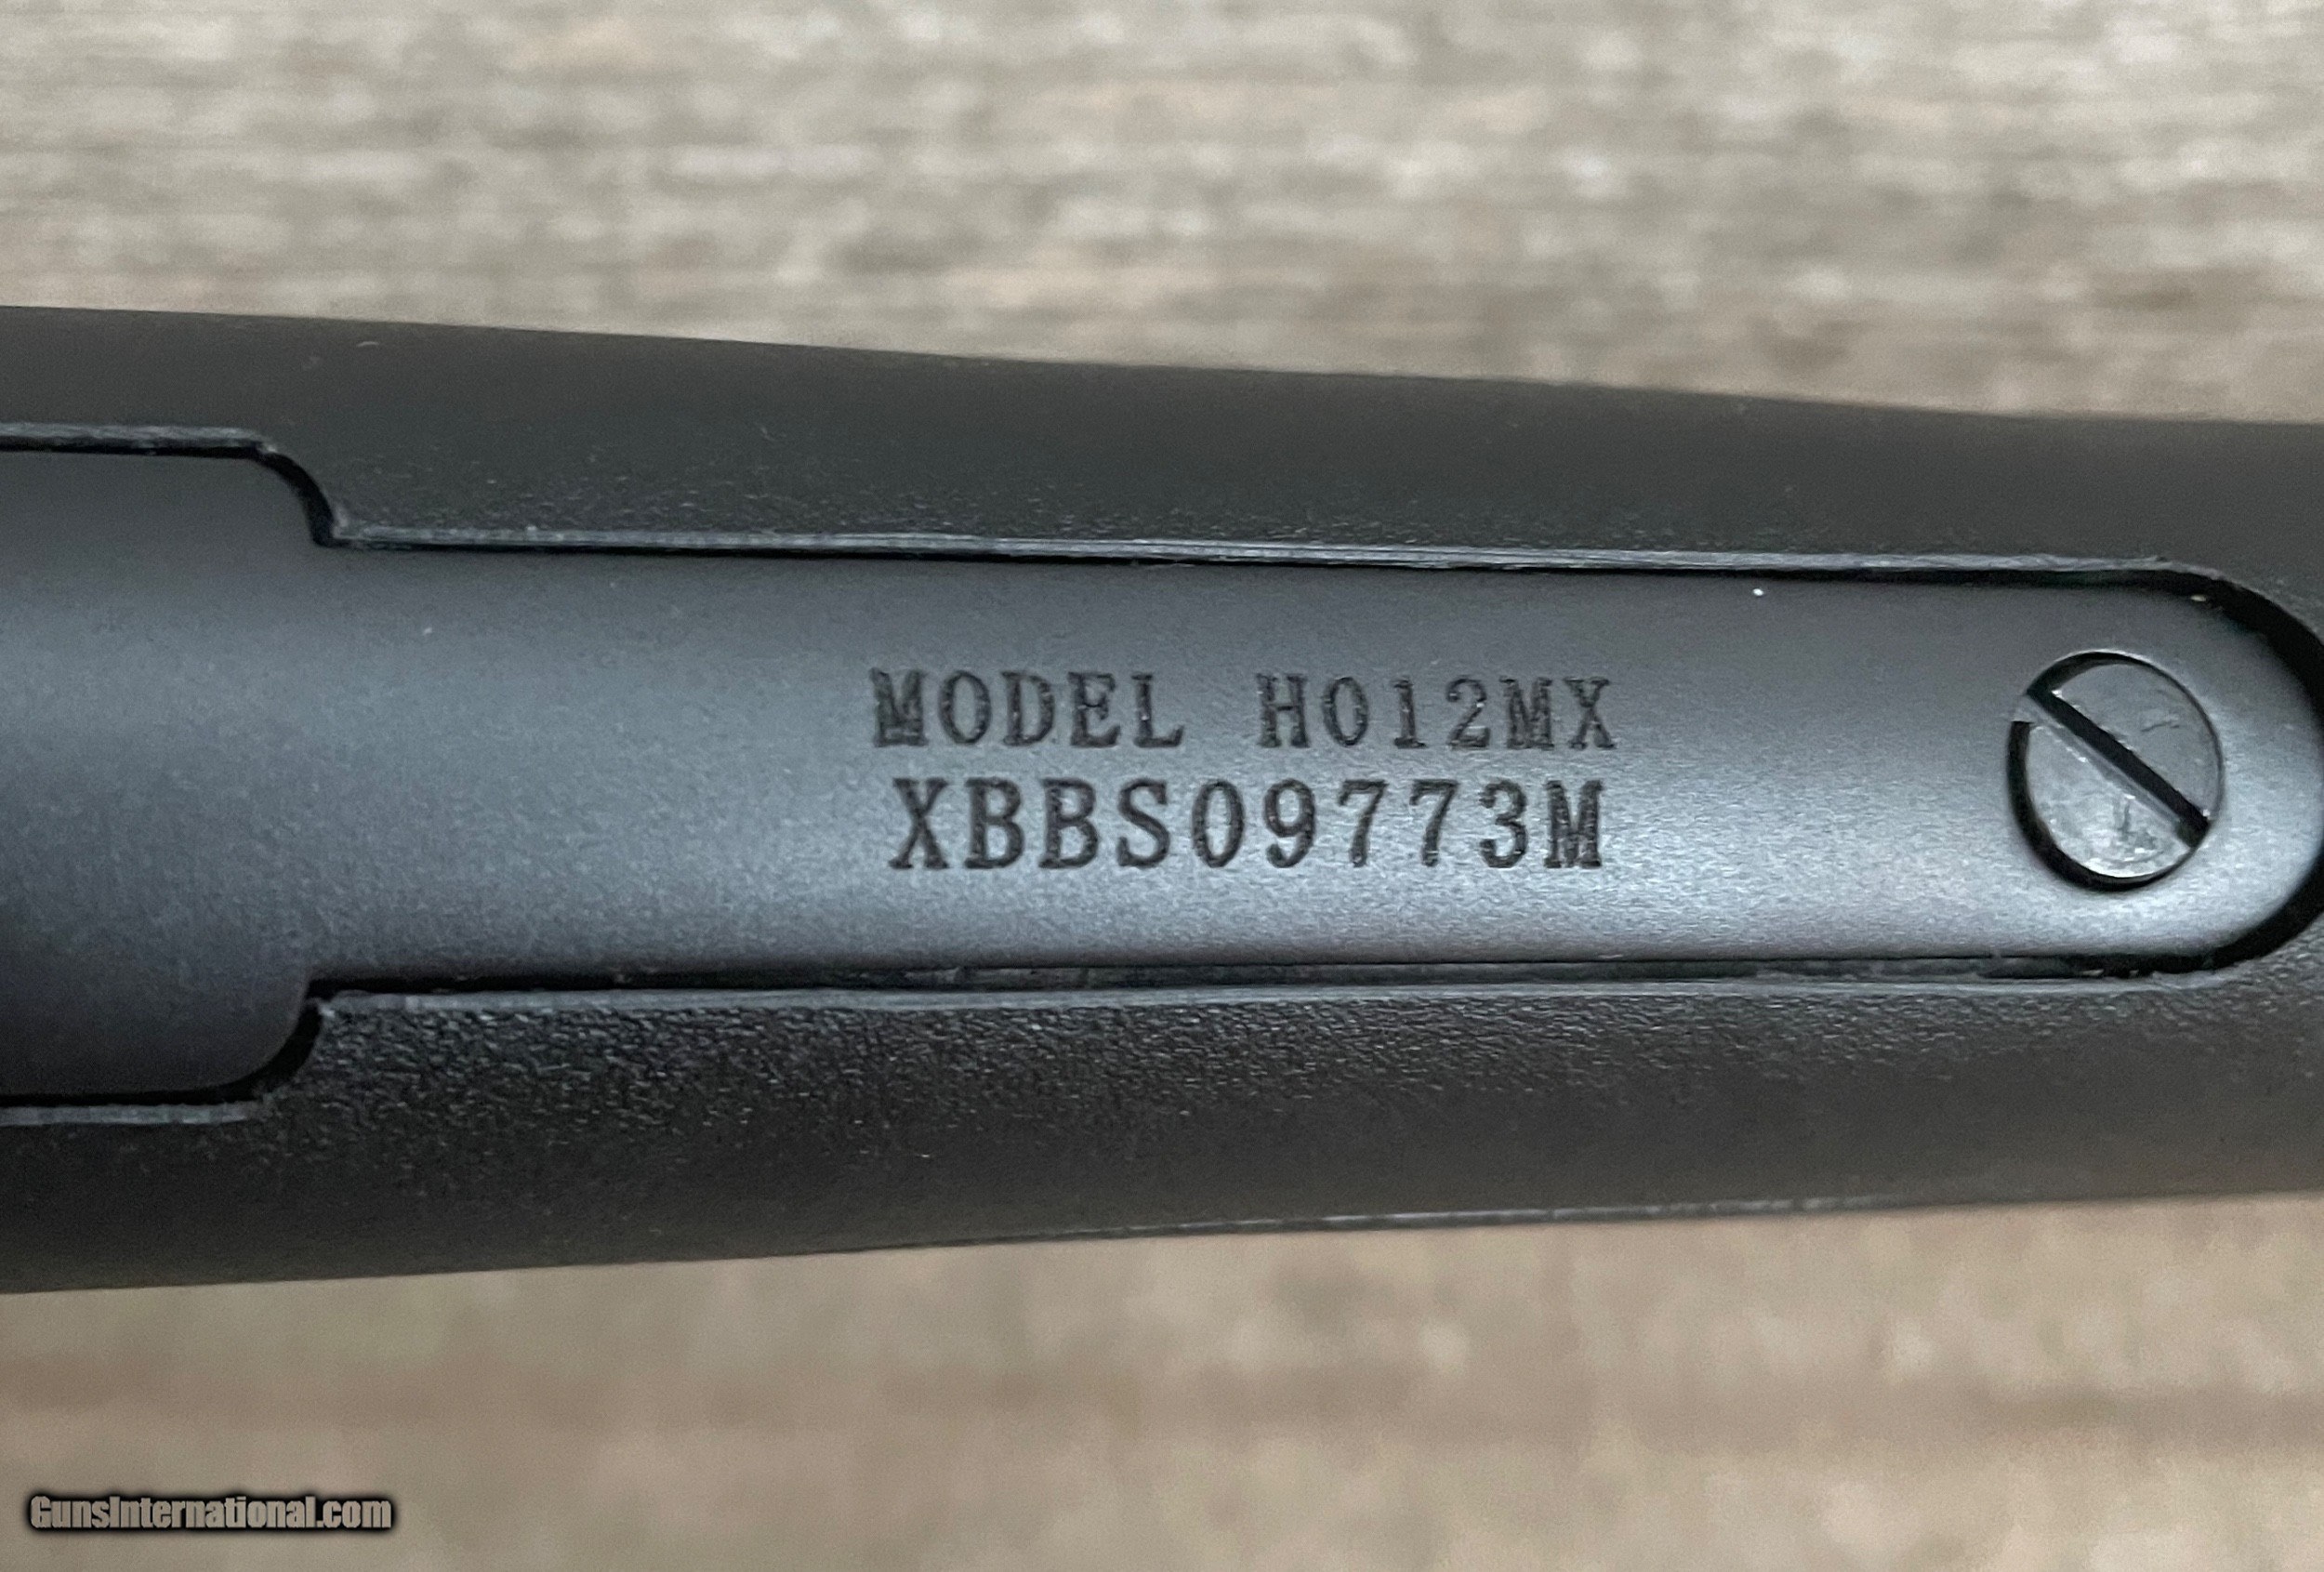 MODEL H012MX
XBBS09773M
GunsInternational.com